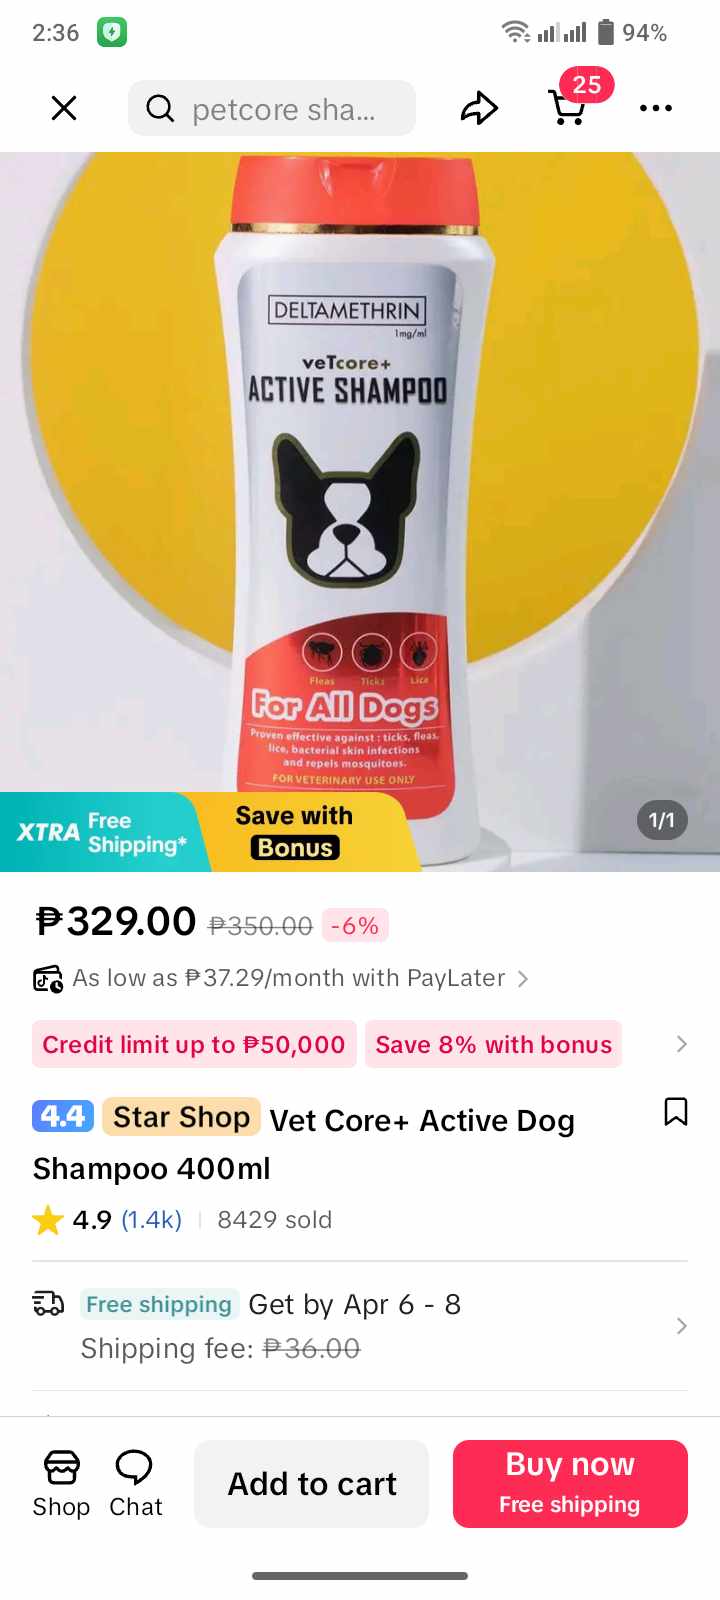 2:36
94%
petcore sha...
25
DELTAMETHRIN
1mg/ml
veTcore+
ACTIVE SHAMPOO
Fleas Ticks Lice
For All Dogs
Proven effective against : ticks, fleas,
lice, bacterial skin infections
and repels mosquitoes.
FOR VETERINARY USE ONLY
XTRA Free
Shipping*
Save with
Bonus
1/1
₱329.00 ₱350.00 -6%
As low as ₱37.29/month with PayLater
Credit limit up to ₱50,000 Save 8% with bonus
4.4 Star Shop Vet Core+ Active Dog
Shampoo 400ml
4.9 (1.4k) 8429 sold
Free shipping Get by Apr 6 - 8
Shipping fee: ₱36.00
Shop Chat
Add to cart
Buy now
Free shipping